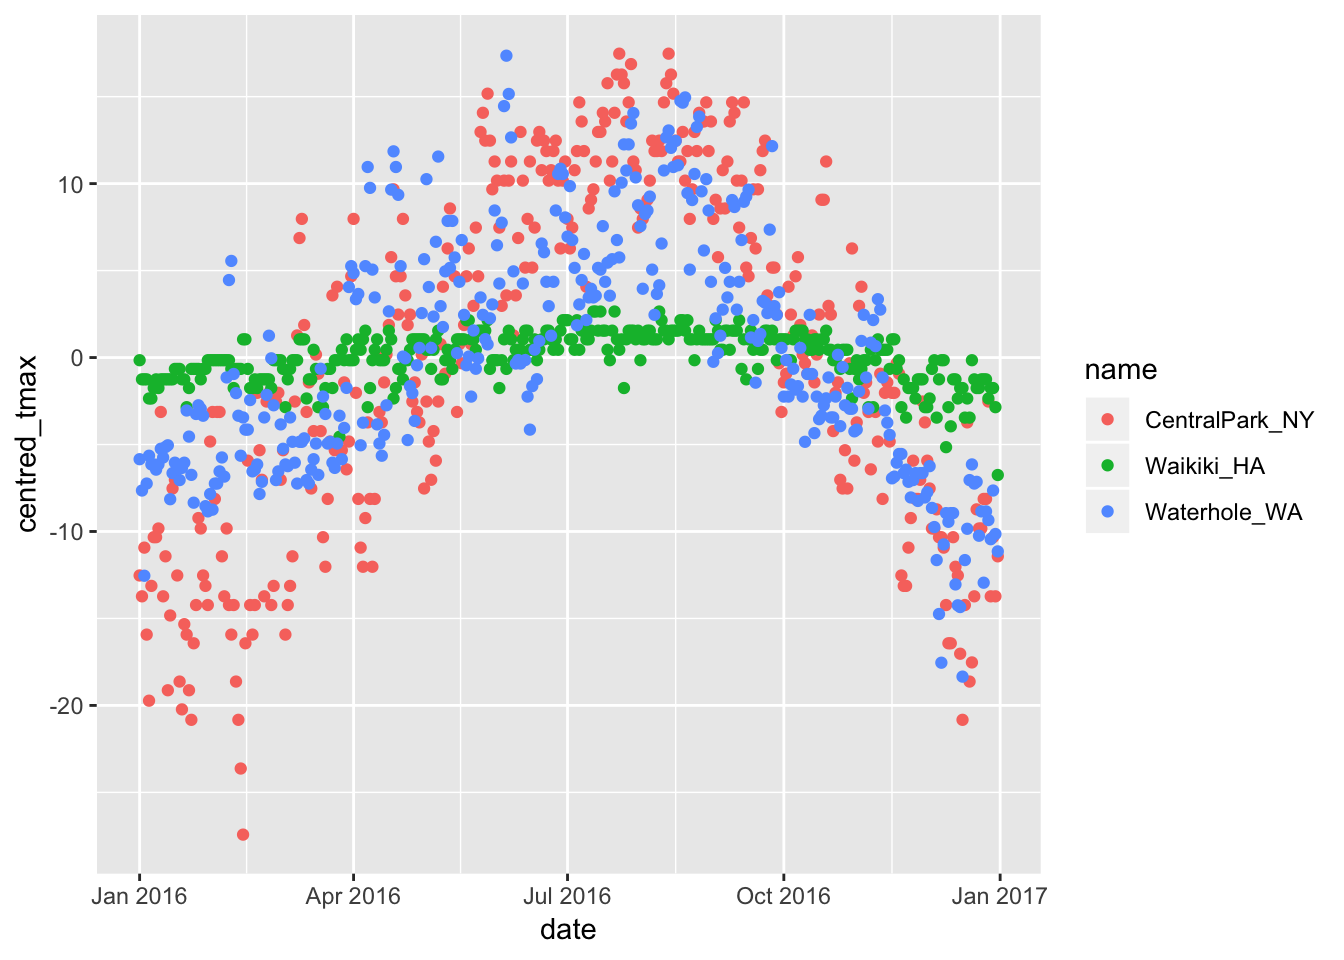 centred_tmax
10
0
-10
-20
Jan 2016
Apr 2016
Jul 2016
Oct 2016
Jan 2017
date
name
CentralPark_NY
Waikiki_HA
Waterhole_WA